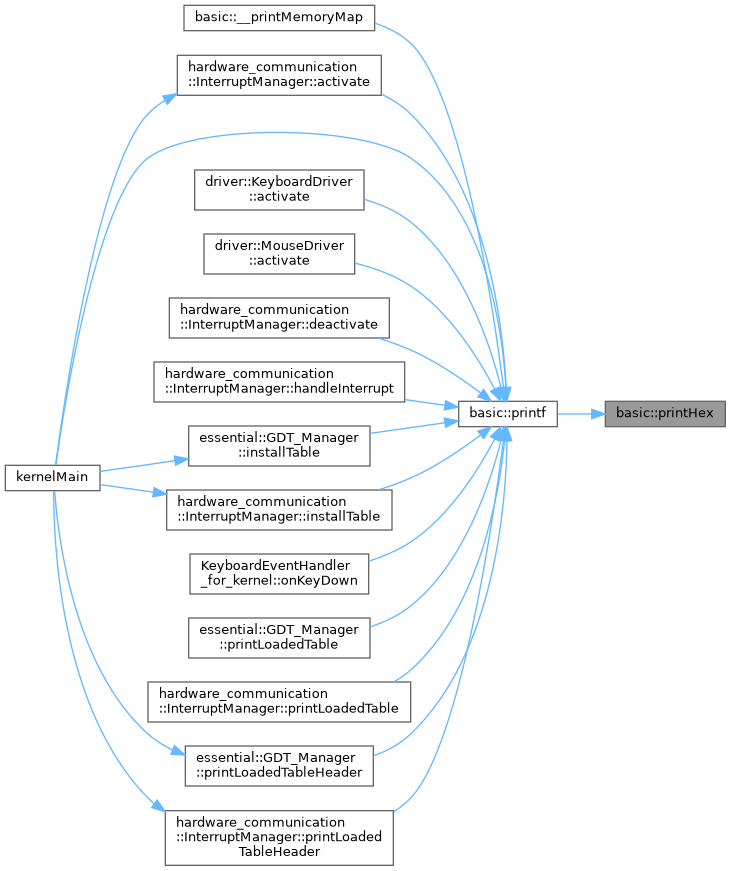 basic::__printMemoryMap
hardware_communication
::InterruptManager::activate
driver::KeyboardDriver
::activate
driver::MouseDriver
::activate
hardware_communication
::InterruptManager::deactivate
hardware_communication
::InterruptManager::handleInterrupt
basic::printf
basic::printHex
essential::GDT_Manager
::installTable
kernelMain
hardware_communication
::InterruptManager::installTable
KeyboardEventHandler
_for_kernel::onKeyDown
essential::GDT_Manager
::printLoadedTable
hardware_communication
::InterruptManager::printLoadedTable
essential::GDT_Manager
::printLoadedTableHeader
hardware_communication
::InterruptManager::printLoaded
TableHeader